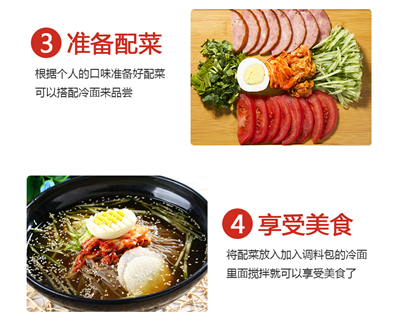 3 准备配菜
根据个人的口味准备好配菜
可以搭配冷面来品尝
4 享受美食
将配菜放入加入调料包的冷面
里面搅拌就可以享受美食了